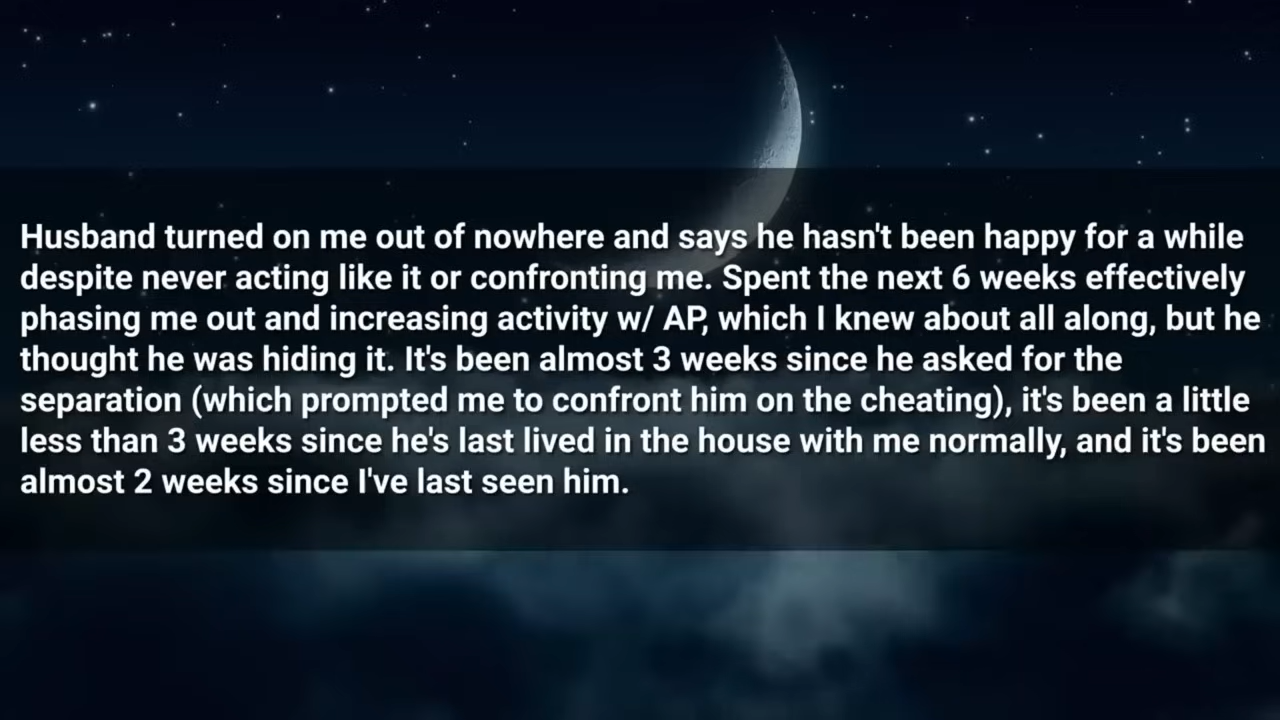 Husband turned on me out of nowhere and says he hasn't been happy for a while
despite never acting like it or confronting me. Spent the next 6 weeks effectively
phasing me out and increasing activity w/ AP, which I knew about all along, but he
thought he was hiding it. It's been almost 3 weeks since he asked for the
separation (which prompted me to confront him on the cheating), it's been a little
less than 3 weeks since he's last lived in the house with me normally, and it's been
almost 2 weeks since I've last seen him.